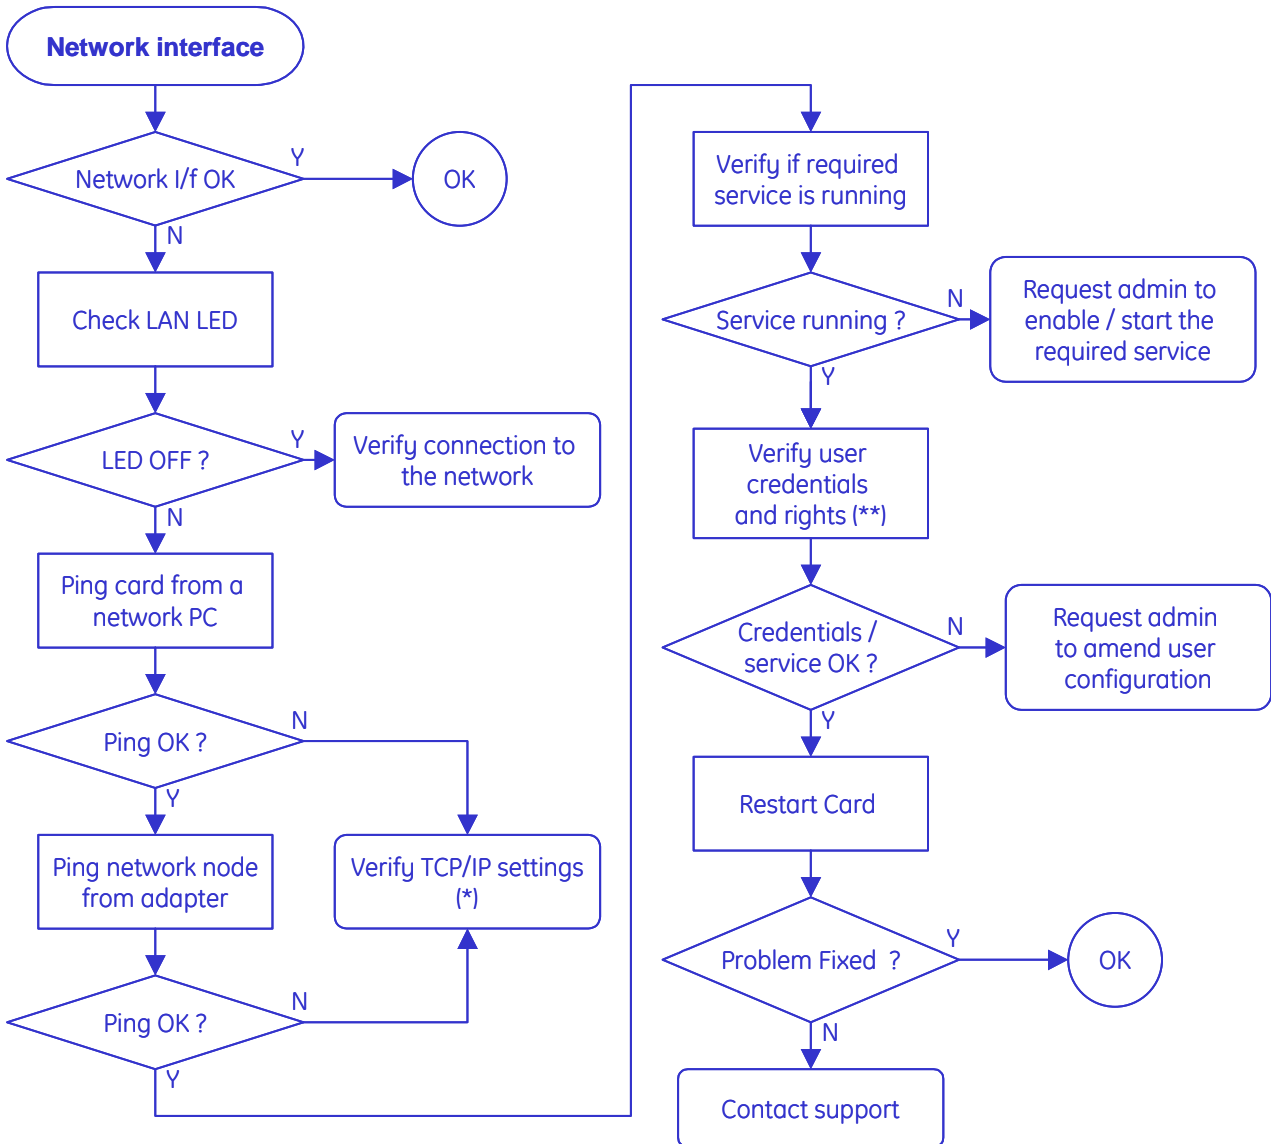 Network interface
Network I/f OK
Y
OK
N
Check LAN LED
LED OFF ?
Y
Verify connection to
the network
N
Ping card from a
network PC
Ping OK ?
N
Y
Ping network node
from adapter
Verify TCP/IP settings
(*)
Ping OK ?
N
Y
Verify if required
service is running
Service running ?
N
Request admin to
enable / start the
required service
Y
Verify user
credentials
and rights (**)
Credentials /
service OK ?
N
Request admin
to amend user
configuration
Y
Restart Card
Problem Fixed ?
Y
OK
N
Contact support